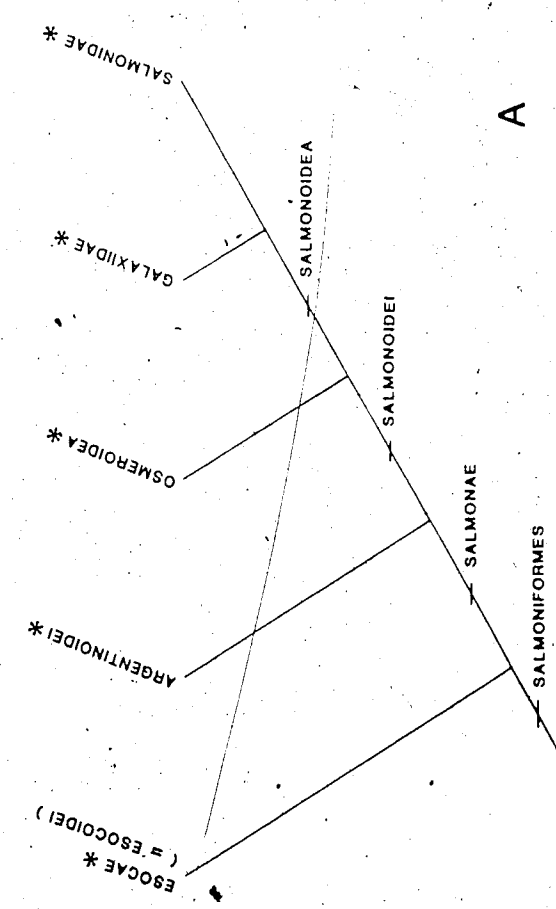 A
SALMONIDAE *
GALAXIIDAE *
OSMEROIDEA *
ARGENTINOIDEI *
ESOCAE *
( = ESOCOIDEI )
SALMONOIDEA
SALMONOIDEI
SALMONAE
SALMONIFORMES